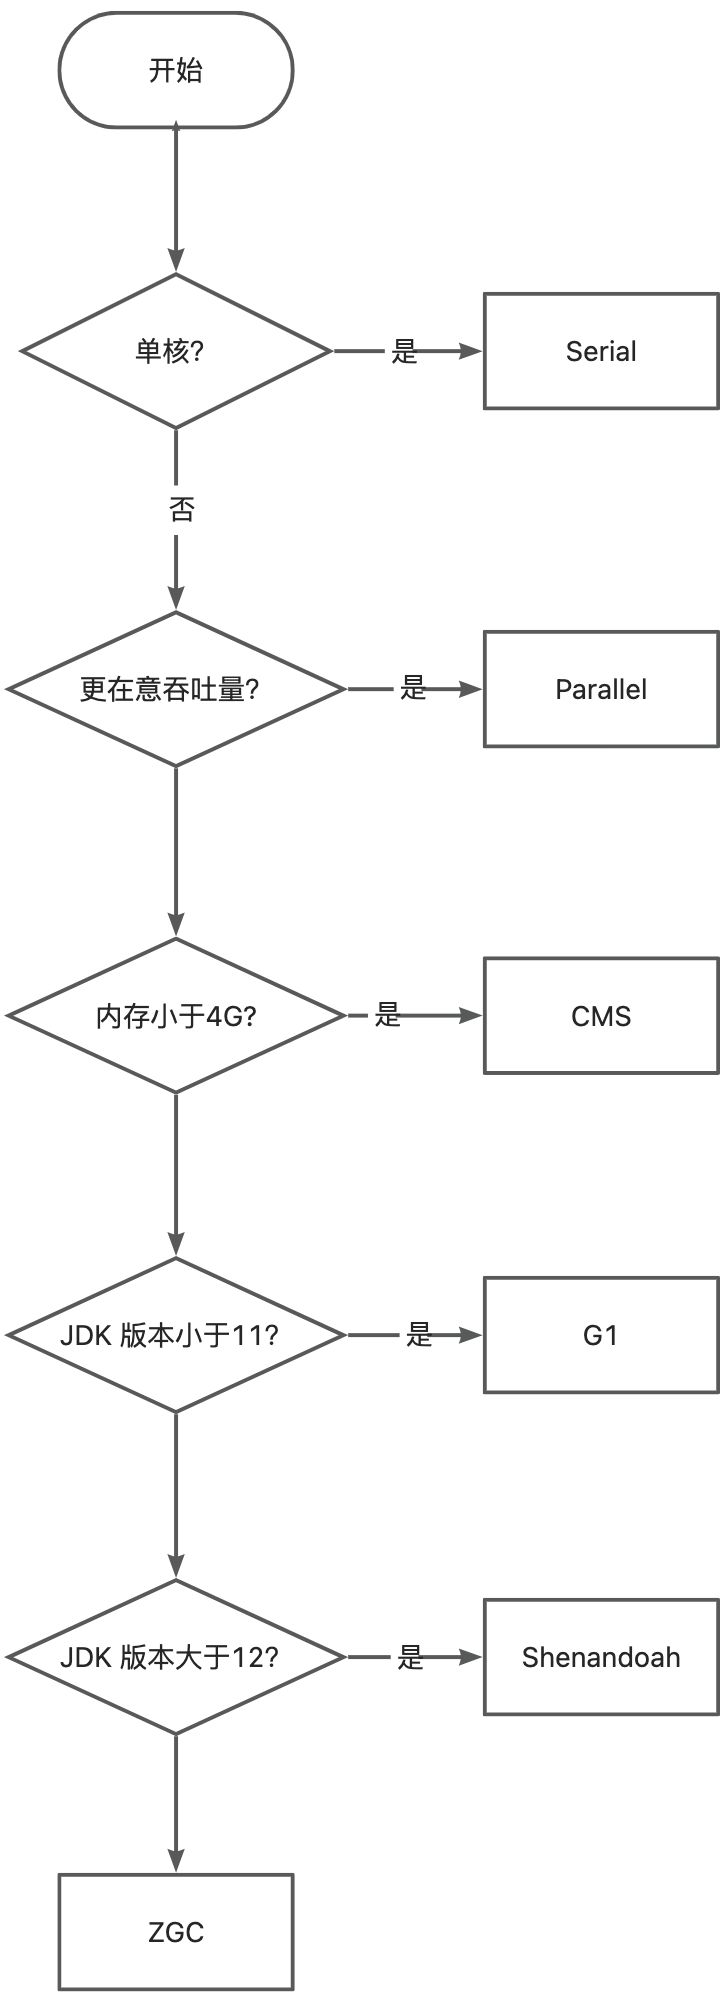 开始
单核?
是
Serial
否
更在意吞吐量?
是
Parallel
内存小于4G?
是
CMS
JDK 版本小于11?
是
G1
JDK 版本大于12?
是
Shenandoah
ZGC